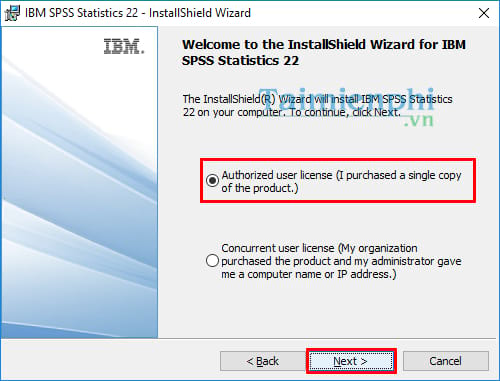 IBM SPSS Statistics 22 - InstallShield Wizard
IBM.
Welcome to the InstallShield Wizard for IBM
SPSS Statistics 22
The InstallShield(R) Wizard will install IBM SPSS Statistics
22 on your computer. To continue, click Next.
Taimienphi
.vn
Authorized user license (I purchased a single copy
of the product.)
Concurrent user license (My organization
purchased the product and my administrator gave
me a computer name or IP address.)
< Back
Next >
Cancel